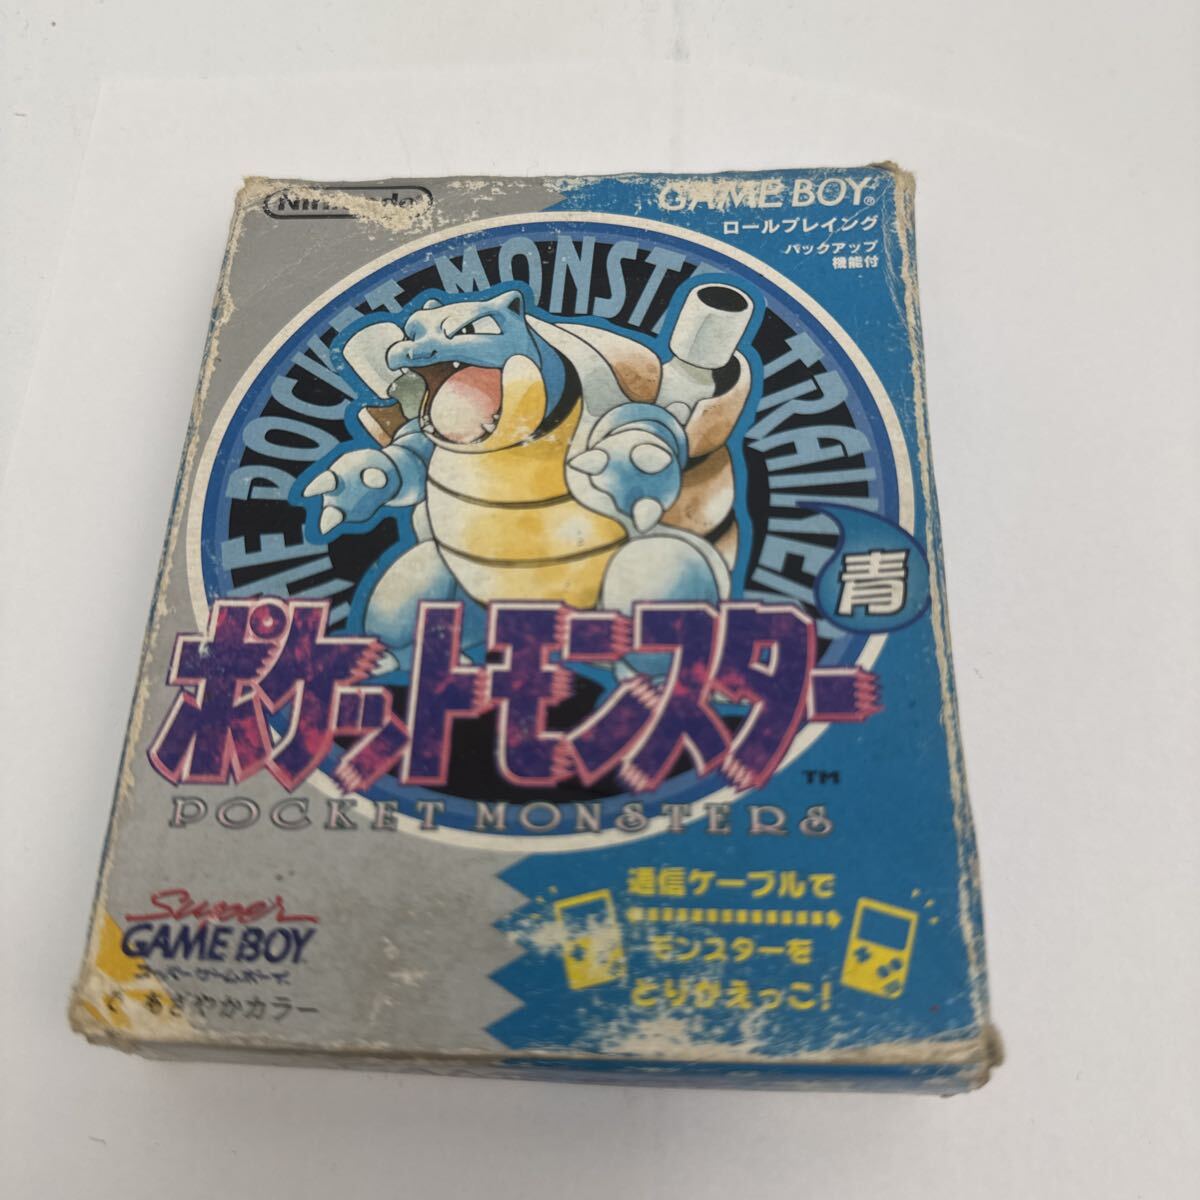 Nintendo
GAME BOY®
ロールプレイング
バックアップ
機能付
THE POCKET MONSTER TRAINER
青
ポケットモンスター
TM
POCKET MONSTERS
通信ケーブルで
モンスターを
とりかえっこ!
Super
GAME BOY
スーパーゲームボーイ
で あざやかカラー